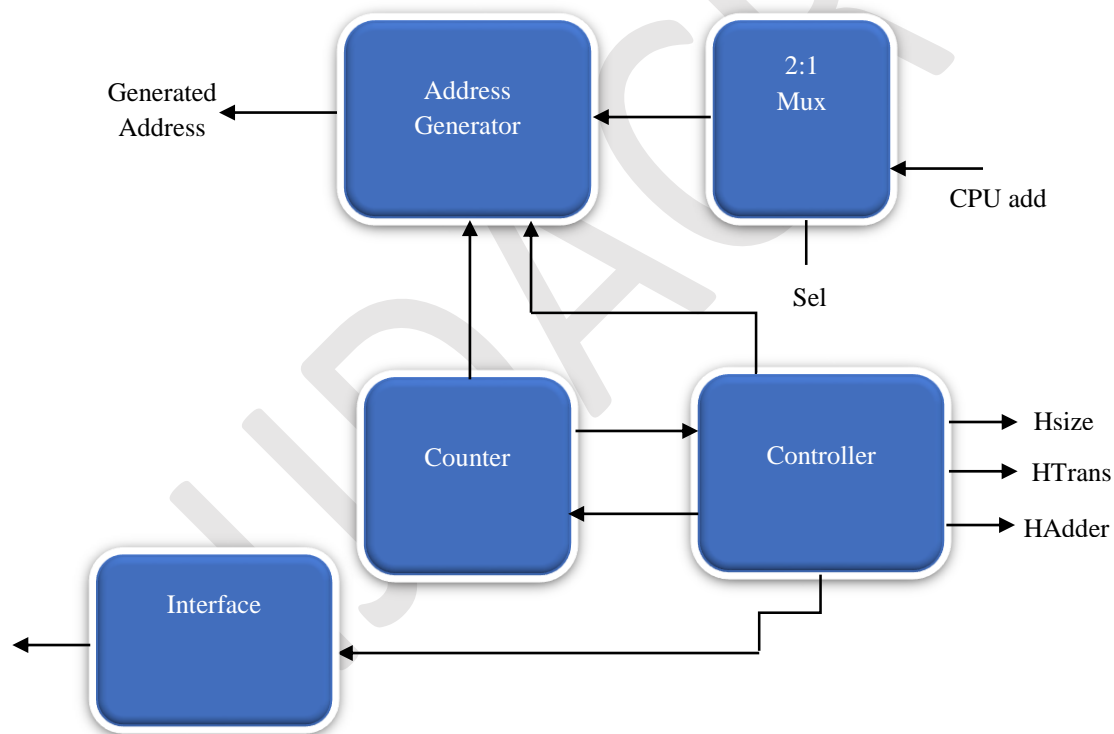 2:1
Mux
Address
Generator
Generated
Address
CPU add
Sel
Hsize
Counter
Controller
HTrans
HAdder
Interface